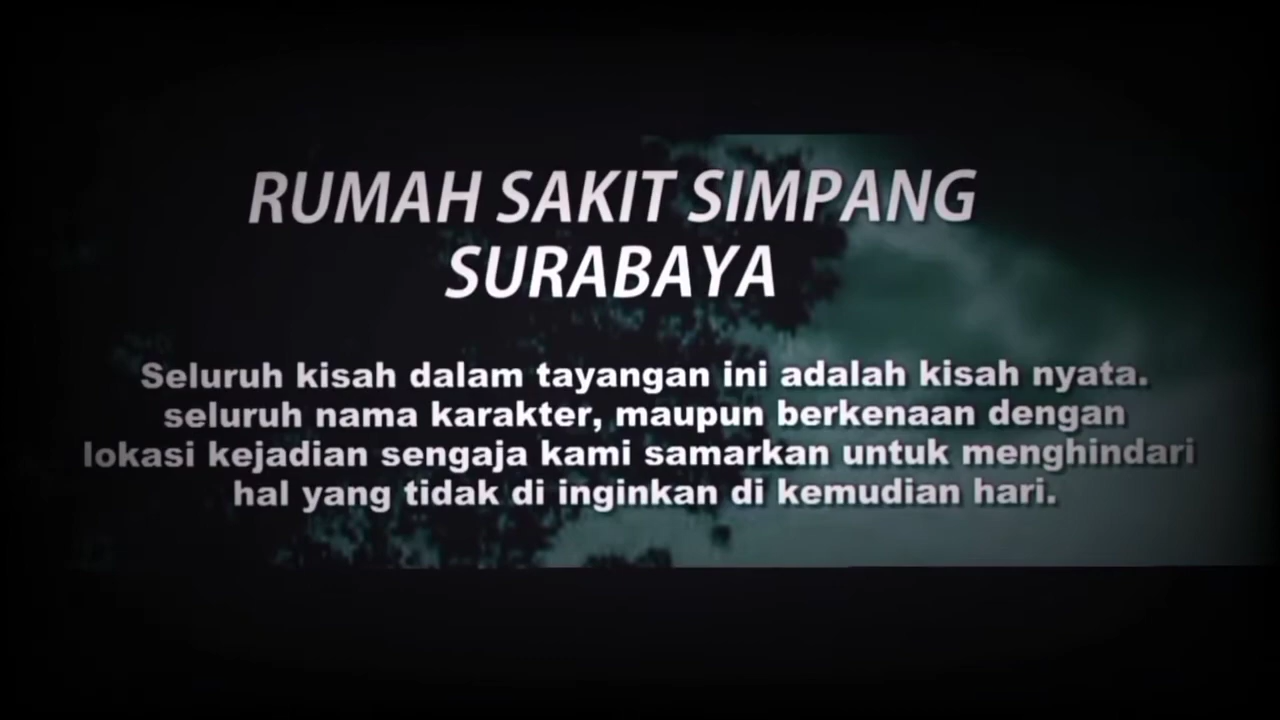 RUMAH SAKIT SIMPANG
SURABAYA
Seluruh kisah dalam tayangan ini adalah kisah nyata.
seluruh nama karakter, maupun berkenaan dengan
lokasi kejadian sengaja kami samarkan untuk menghindari
hal yang tidak di inginkan di kemudian hari.